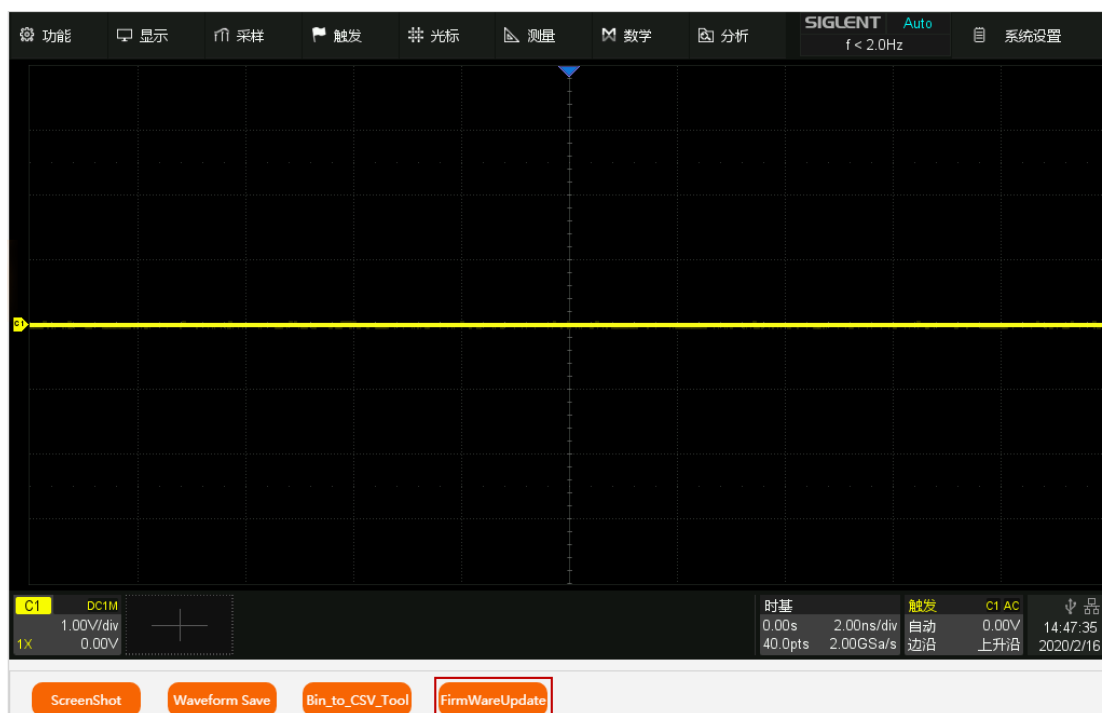 功能 显示 采样 触发 光标 测量 数学 分析 SIGLENT Auto 系统设置
f < 2.0Hz
C1
C1 DC1M
1.00V/div
1X 0.00V
时基
0.00s 2.00ns/div
40.0pts 2.00GSa/s
触发 C1 AC
自动 0.00V
边沿 上升沿
14:47:35
2020/2/16
ScreenShot Waveform Save Bin_to_CSV_Tool FirmWareUpdate